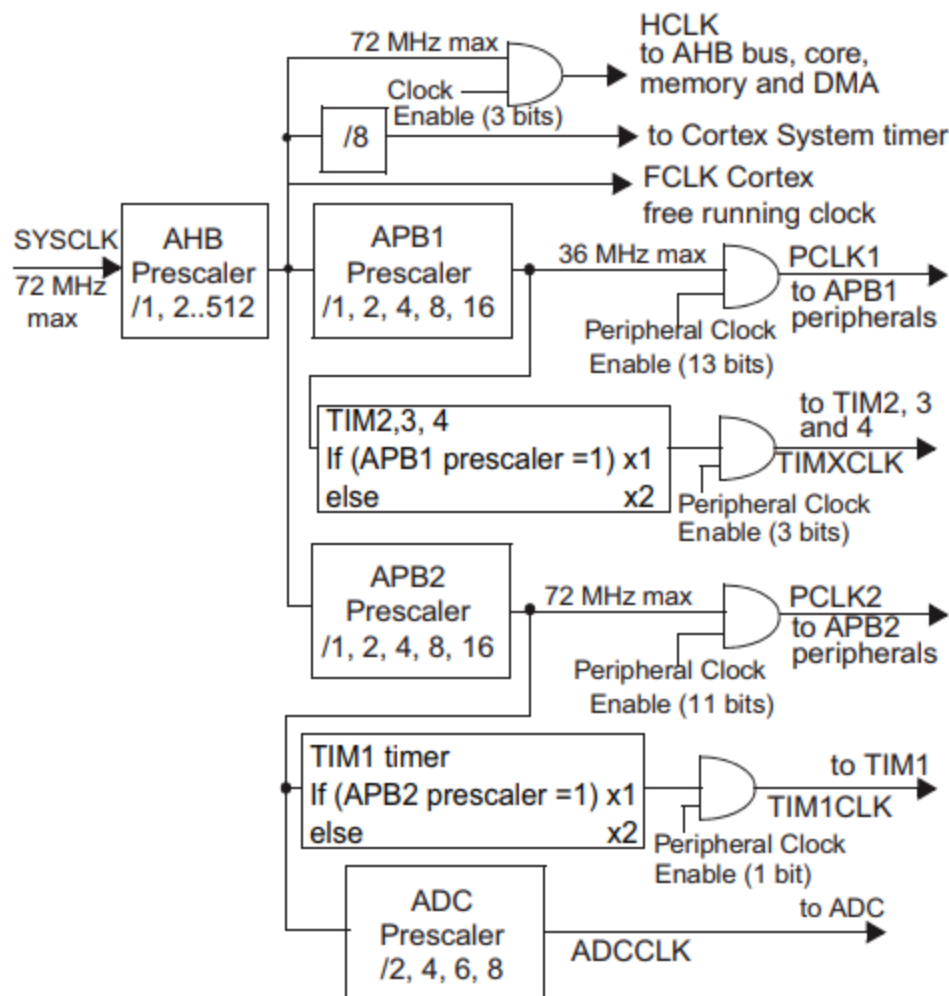 72 MHz max
HCLK
to AHB bus, core,
memory and DMA
Clock
Enable (3 bits)
/8
to Cortex System timer
FCLK Cortex
free running clock
SYSCLK
72 MHz
max
AHB
Prescaler
/1, 2..512
APB1
Prescaler
/1, 2, 4, 8, 16
36 MHz max
PCLK1
to APB1
peripherals
Peripheral Clock
Enable (13 bits)
TIM2,3, 4
If (APB1 prescaler =1) x1
else x2
to TIM2, 3
and 4
TIMXCLK
Peripheral Clock
Enable (3 bits)
APB2
Prescaler
/1, 2, 4, 8, 16
72 MHz max
PCLK2
to APB2
peripherals
Peripheral Clock
Enable (11 bits)
TIM1 timer
If (APB2 prescaler =1) x1
else x2
to TIM1
TIM1CLK
Peripheral Clock
Enable (1 bit)
ADC
Prescaler
/2, 4, 6, 8
to ADC
ADCCLK